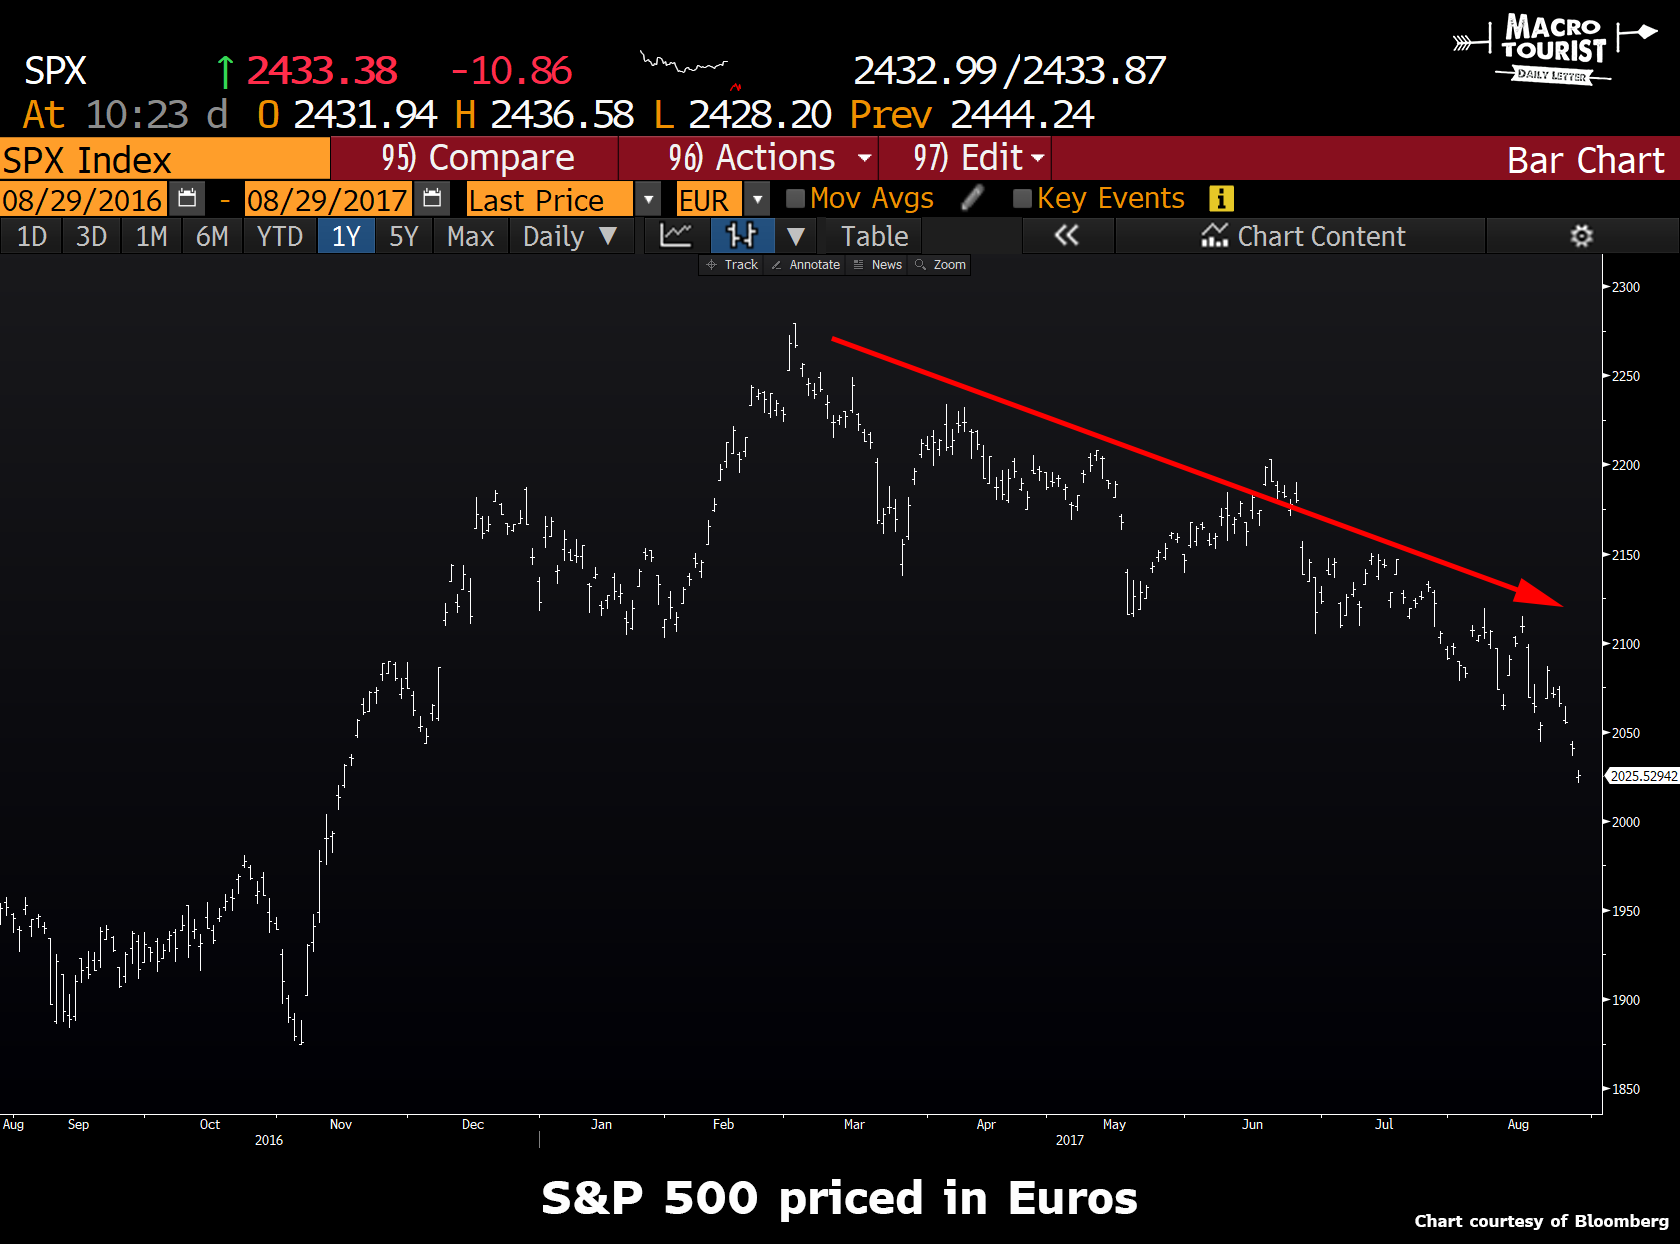 MACRO
TOURIST
DAILY LETTER
SPX ↑ 2433.38 -10.86 2432.99/2433.87
At 10:23 d O 2431.94 H 2436.58 L 2428.20 Prev 2444.24
SPX Index 95) Compare 96) Actions 97) Edit Bar Chart
08/29/2016 - 08/29/2017 Last Price EUR Mov Avgs Key Events i
1D 3D 1M 6M YTD 1Y 5Y Max Daily ▼ ▼ Table « Chart Content
Track Annotate News Zoom
2300
2250
2200
2150
2100
2050
2025.52942
2000
1950
1900
1850
Aug Sep Oct Nov Dec Jan Feb Mar Apr May Jun Jul Aug
2016 2017
S&P 500 priced in Euros
Chart courtesy of Bloomberg